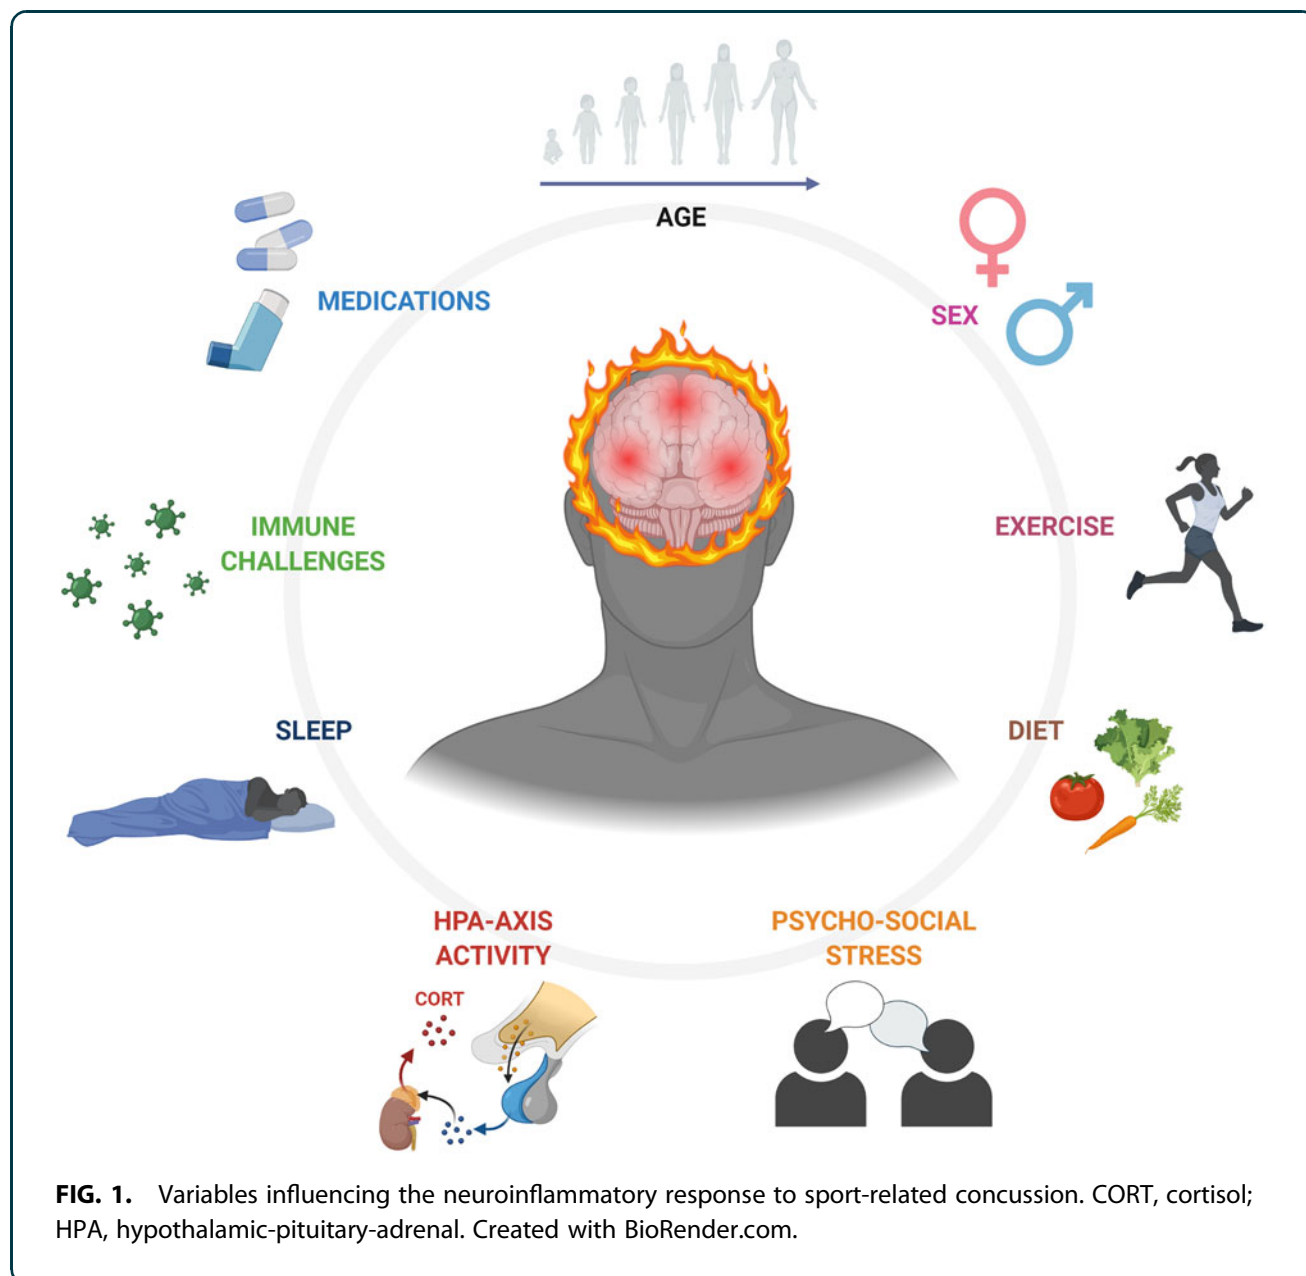 AGE
MEDICATIONS
SEX
IMMUNE
CHALLENGES
EXERCISE
SLEEP
DIET
HPA-AXIS
ACTIVITY
CORT
PSYCHO-SOCIAL
STRESS
FIG. 1. Variables influencing the neuroinflammatory response to sport-related concussion. CORT, cortisol;
HPA, hypothalamic-pituitary-adrenal. Created with BioRender.com.